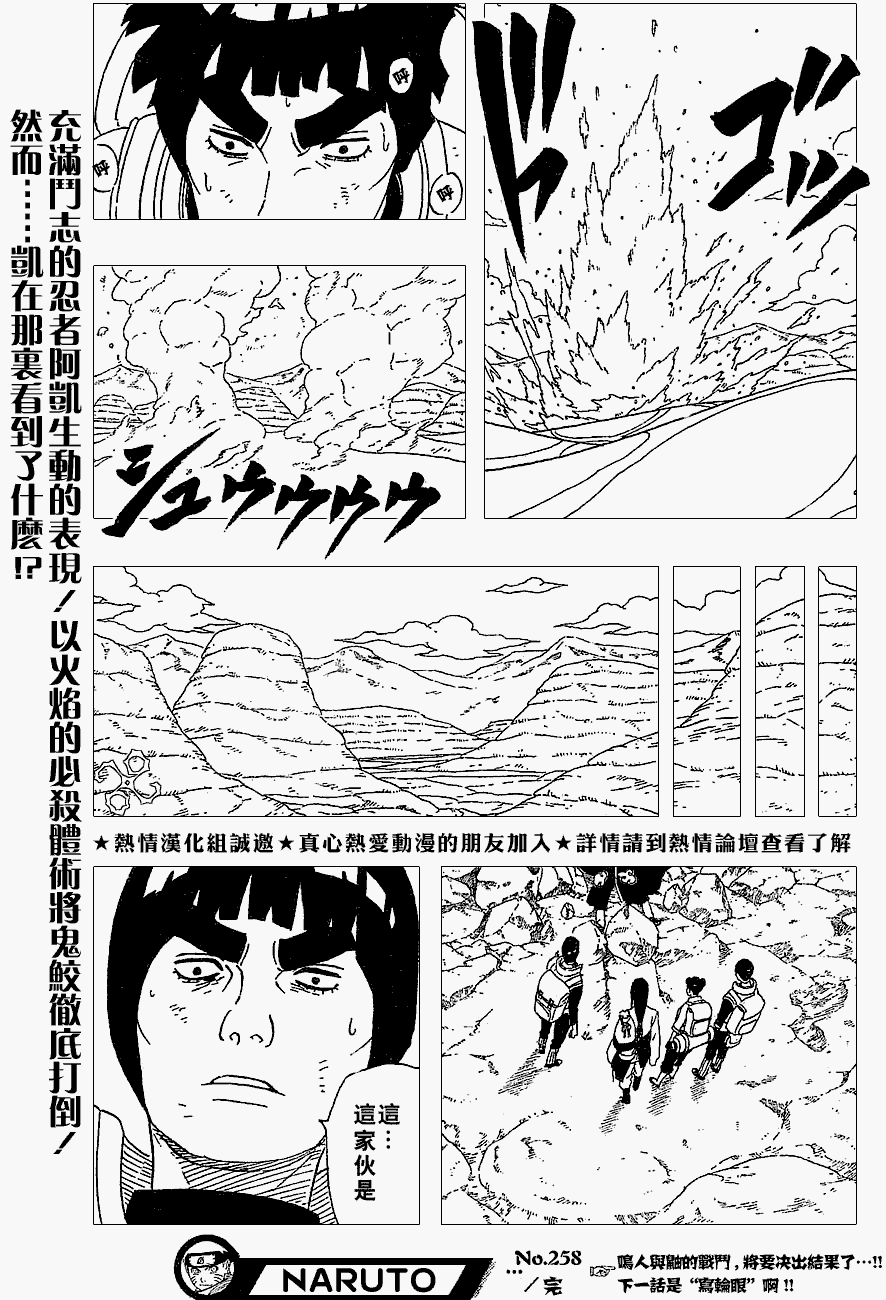 ドドゴッ
呼
呼
呼
シュウウウウ
充滿鬥志的忍者阿凱生動的表現！以火焰的必殺體術將鬼鮫徹底打倒！
然而……凱在那裏看到了什麼!?
★熱情漢化組誠邀★真心熱愛動漫的朋友加入★詳情請到熱情論壇查看了解
這…
這家伙是
NARUTO
No.258
…／完
☞鳴人與鼬的戰鬥，將要決出結果了…!!
下一話是“寫輪眼”啊!!